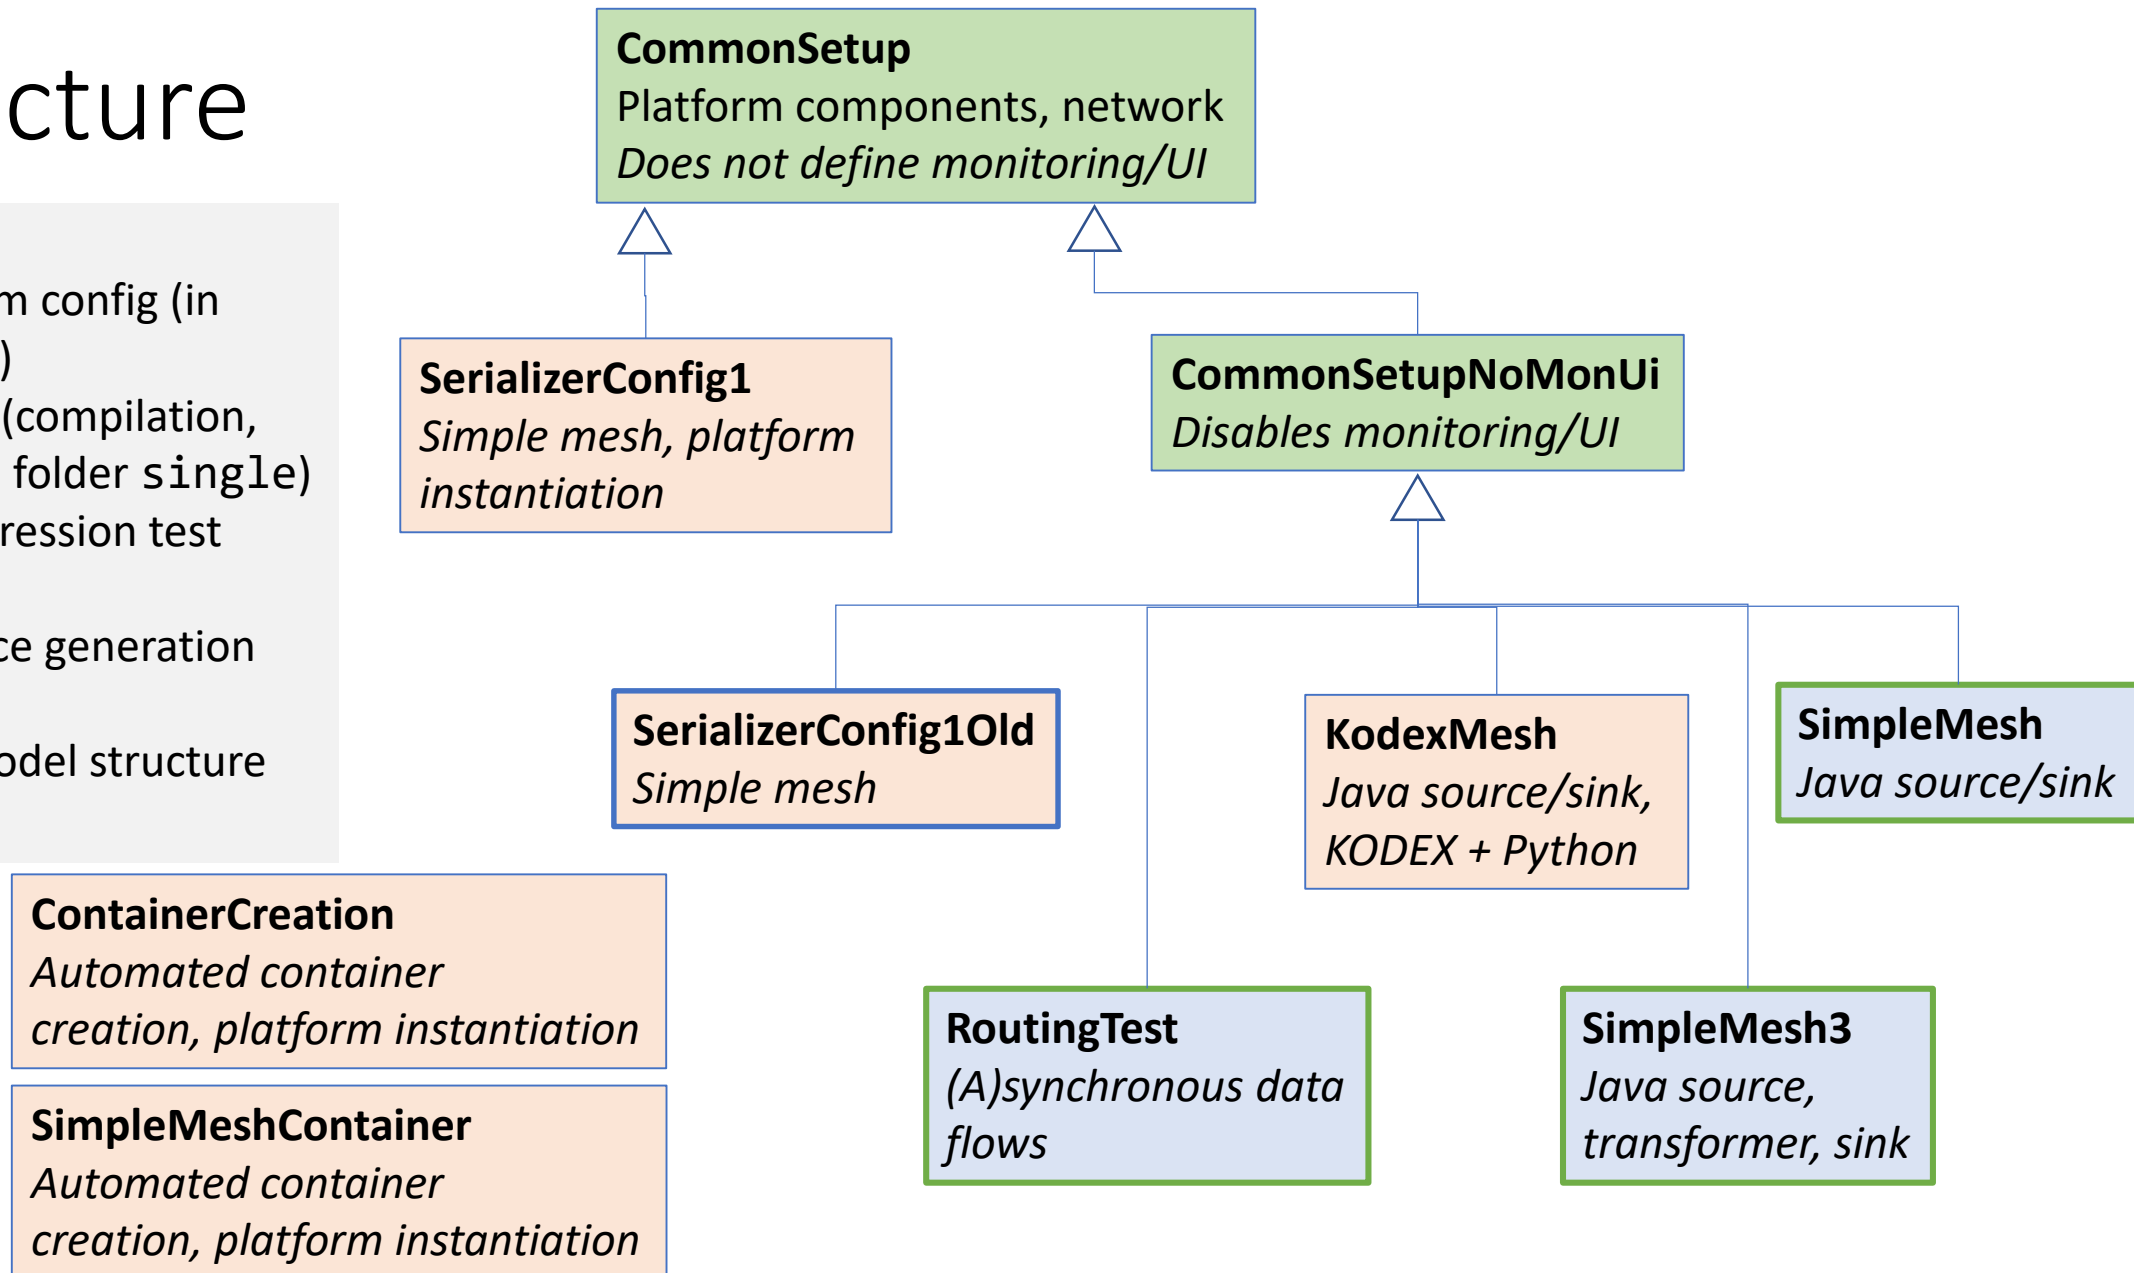 cture
m config (in
)
(compilation,
folder single)
ression test
ce generation
odel structure
CommonSetup
Platform components, network
Does not define monitoring/UI
SerializerConfig1
Simple mesh, platform
instantiation
CommonSetupNoMonUi
Disables monitoring/UI
SerializerConfig1Old
Simple mesh
KodexMesh
Java source/sink,
KODEX + Python
SimpleMesh
Java source/sink
ContainerCreation
Automated container
creation, platform instantiation
SimpleMeshContainer
Automated container
creation, platform instantiation
RoutingTest
(A)synchronous data
flows
SimpleMesh3
Java source,
transformer, sink